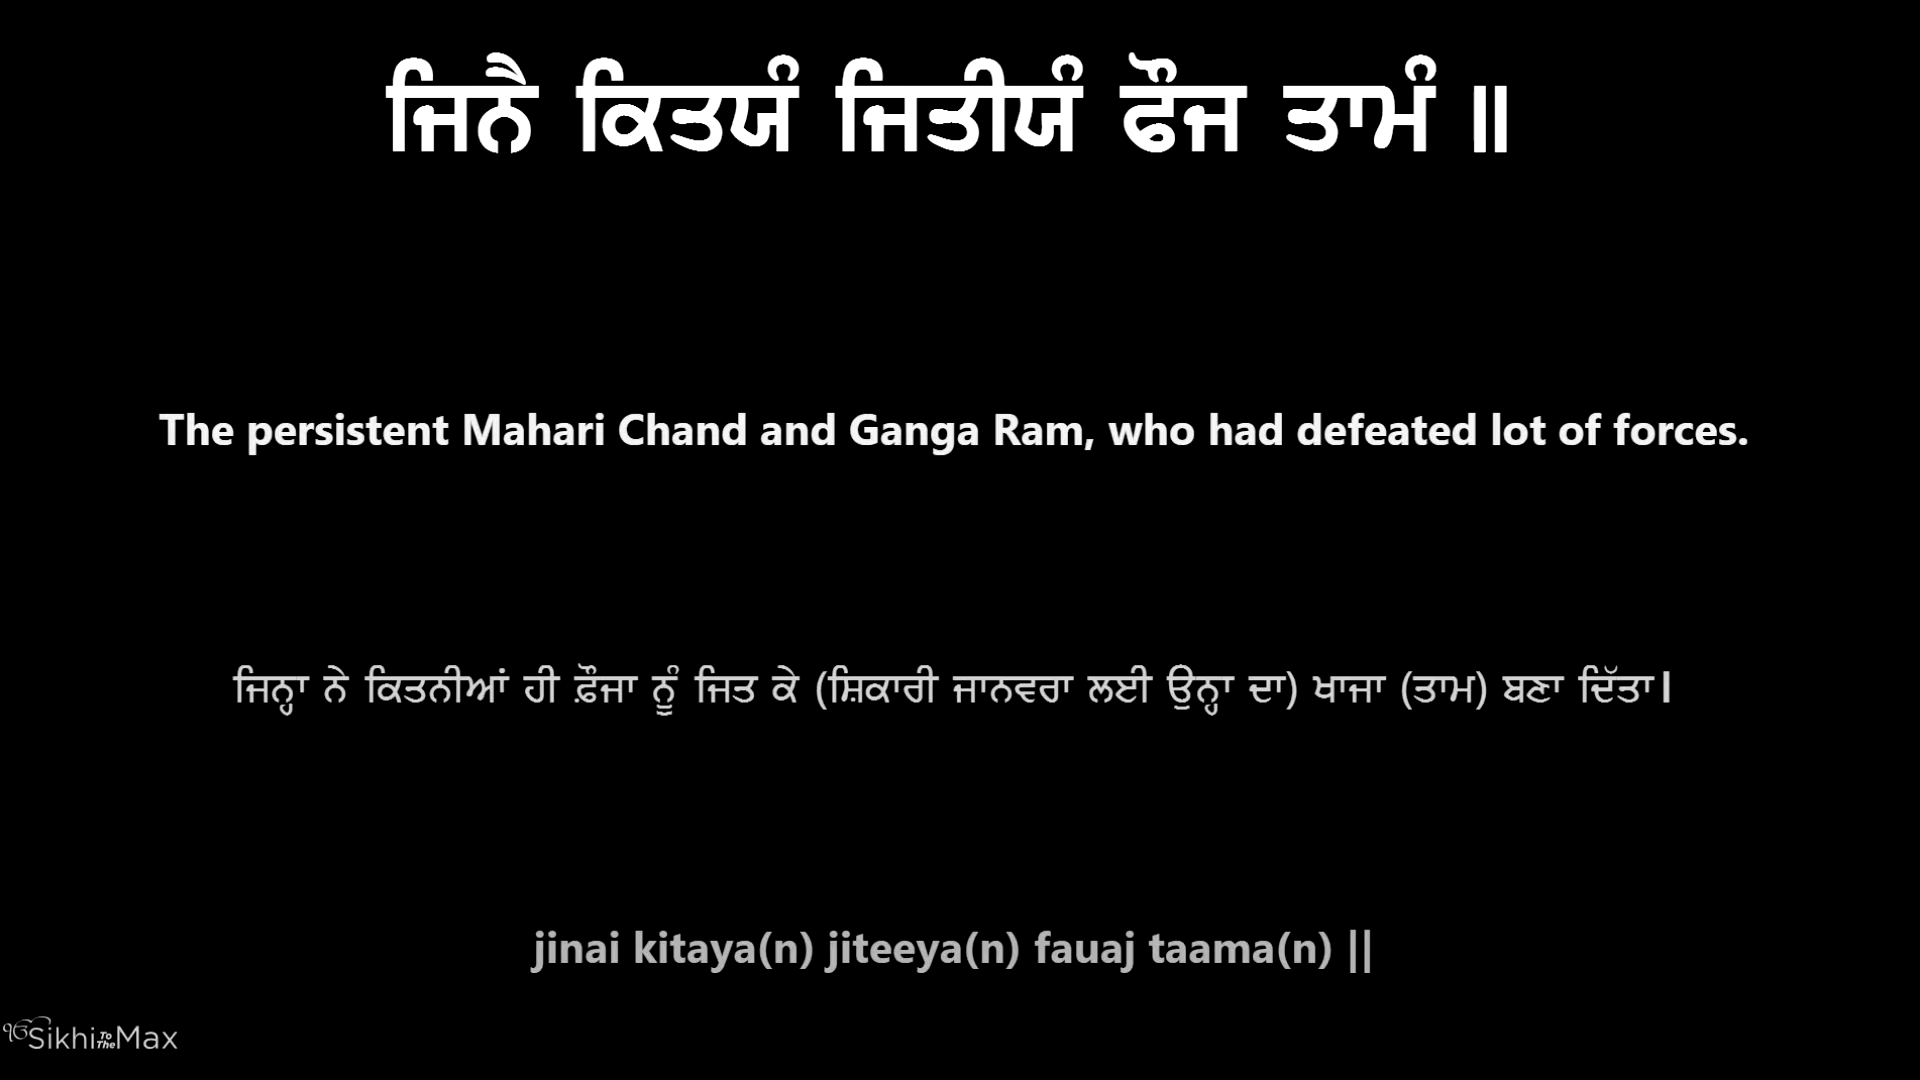 ਜਿਨੈ ਕਿਤਯੰ ਜਿਤੀਯੰ ਫੌਜ ਤਾਮੰ ॥
The persistent Mahari Chand and Ganga Ram, who had defeated lot of forces.
ਜਿਨ੍ਹਾ ਨੇ ਕਿਤਨੀਆਂ ਹੀ ਫ਼ੌਜਾ ਨੂੰ ਜਿਤ ਕੇ (ਸ਼ਿਕਾਰੀ ਜਾਨਵਰਾ ਲਈ ਉਨ੍ਹਾ ਦਾ) ਖਾਜਾ (ਤਾਮ) ਬਣਾ ਦਿੱਤਾ।
jinai kitaya(n) jiteeya(n) fauaj taama(n) ||
ੴSikhiToTheMax